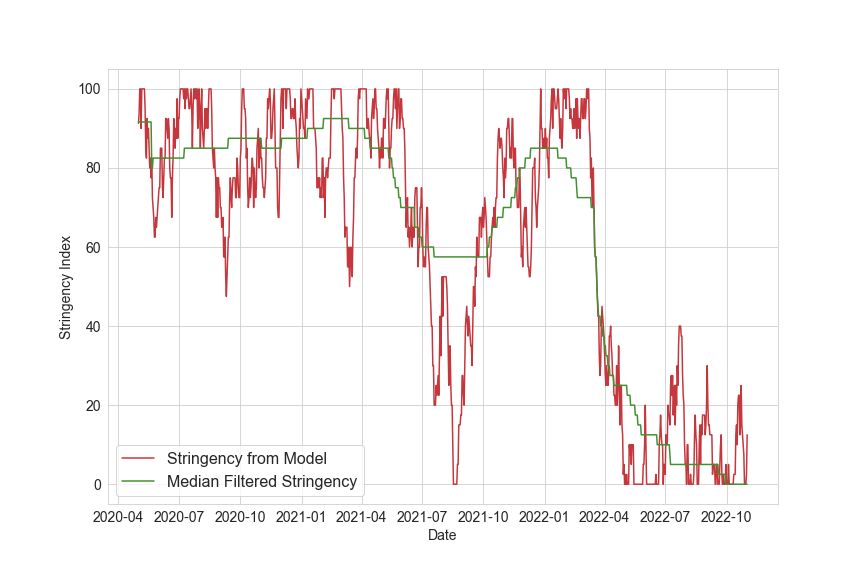 100
80
60
40
20
0
Stringency Index
Stringency from Model
Median Filtered Stringency
2020-04 2020-07 2020-10 2021-01 2021-04 2021-07 2021-10 2022-01 2022-04 2022-07 2022-10
Date